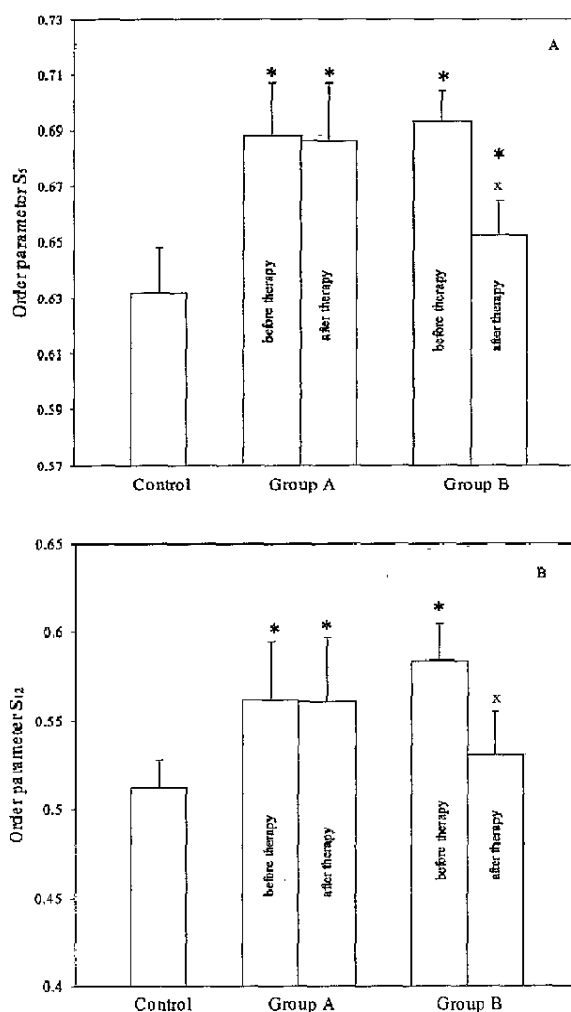 0.73
A
* * *
0.71
*
0.69
x
0.67
Order parameter S5
0.65
before therapy
after therapy
before therapy
after therapy
0.63
0.61
0.59
0.57
Control Group A Group B
0.65
B
* * *
0.6
x
0.55
Order parameter S12
0.5
before therapy
after therapy
before therapy
after therapy
0.45
0.4
Control Group A Group B